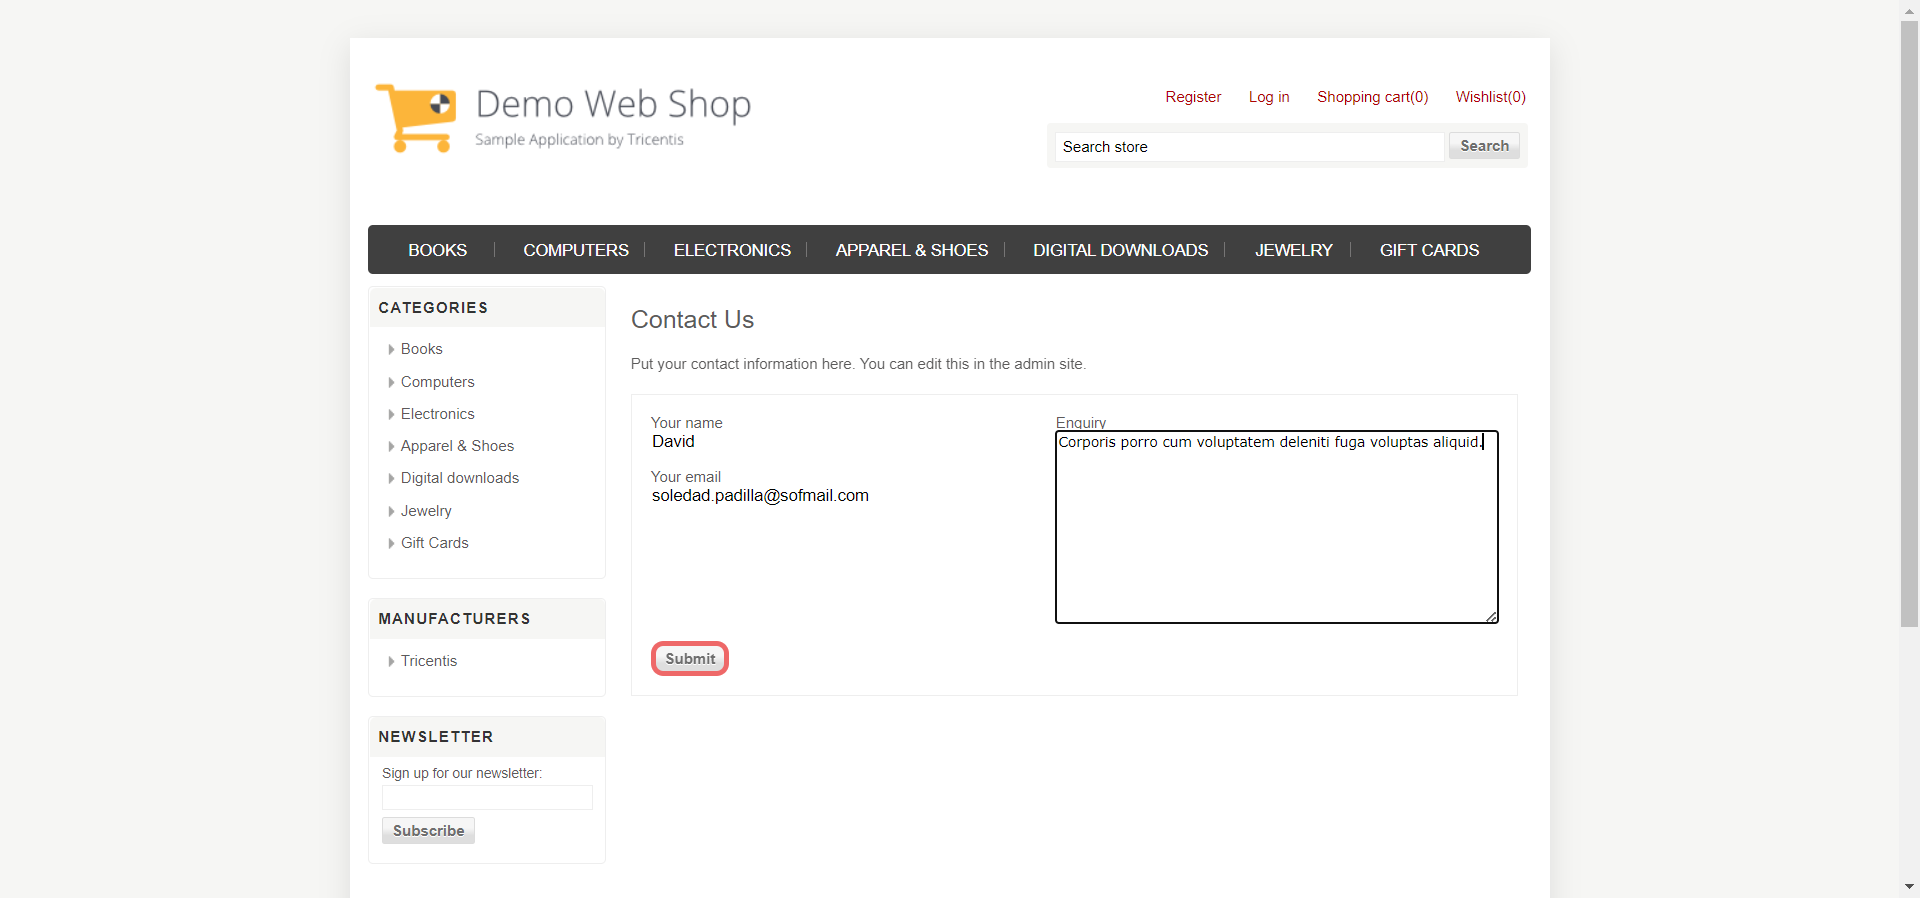 Demo Web Shop
Sample Application by Tricentis
Register
Log in
Shopping cart(0)
Wishlist(0)
Search store
Search
BOOKS
COMPUTERS
ELECTRONICS
APPAREL & SHOES
DIGITAL DOWNLOADS
JEWELRY
GIFT CARDS
CATEGORIES
Books
Computers
Electronics
Apparel & Shoes
Digital downloads
Jewelry
Gift Cards
MANUFACTURERS
Tricentis
NEWSLETTER
Sign up for our newsletter:
Subscribe
Contact Us
Put your contact information here. You can edit this in the admin site.
Your name
David
Your email
soledad.padilla@sofmail.com
Enquiry
Corporis porro cum voluptatem deleniti fuga voluptas aliquid.
Submit